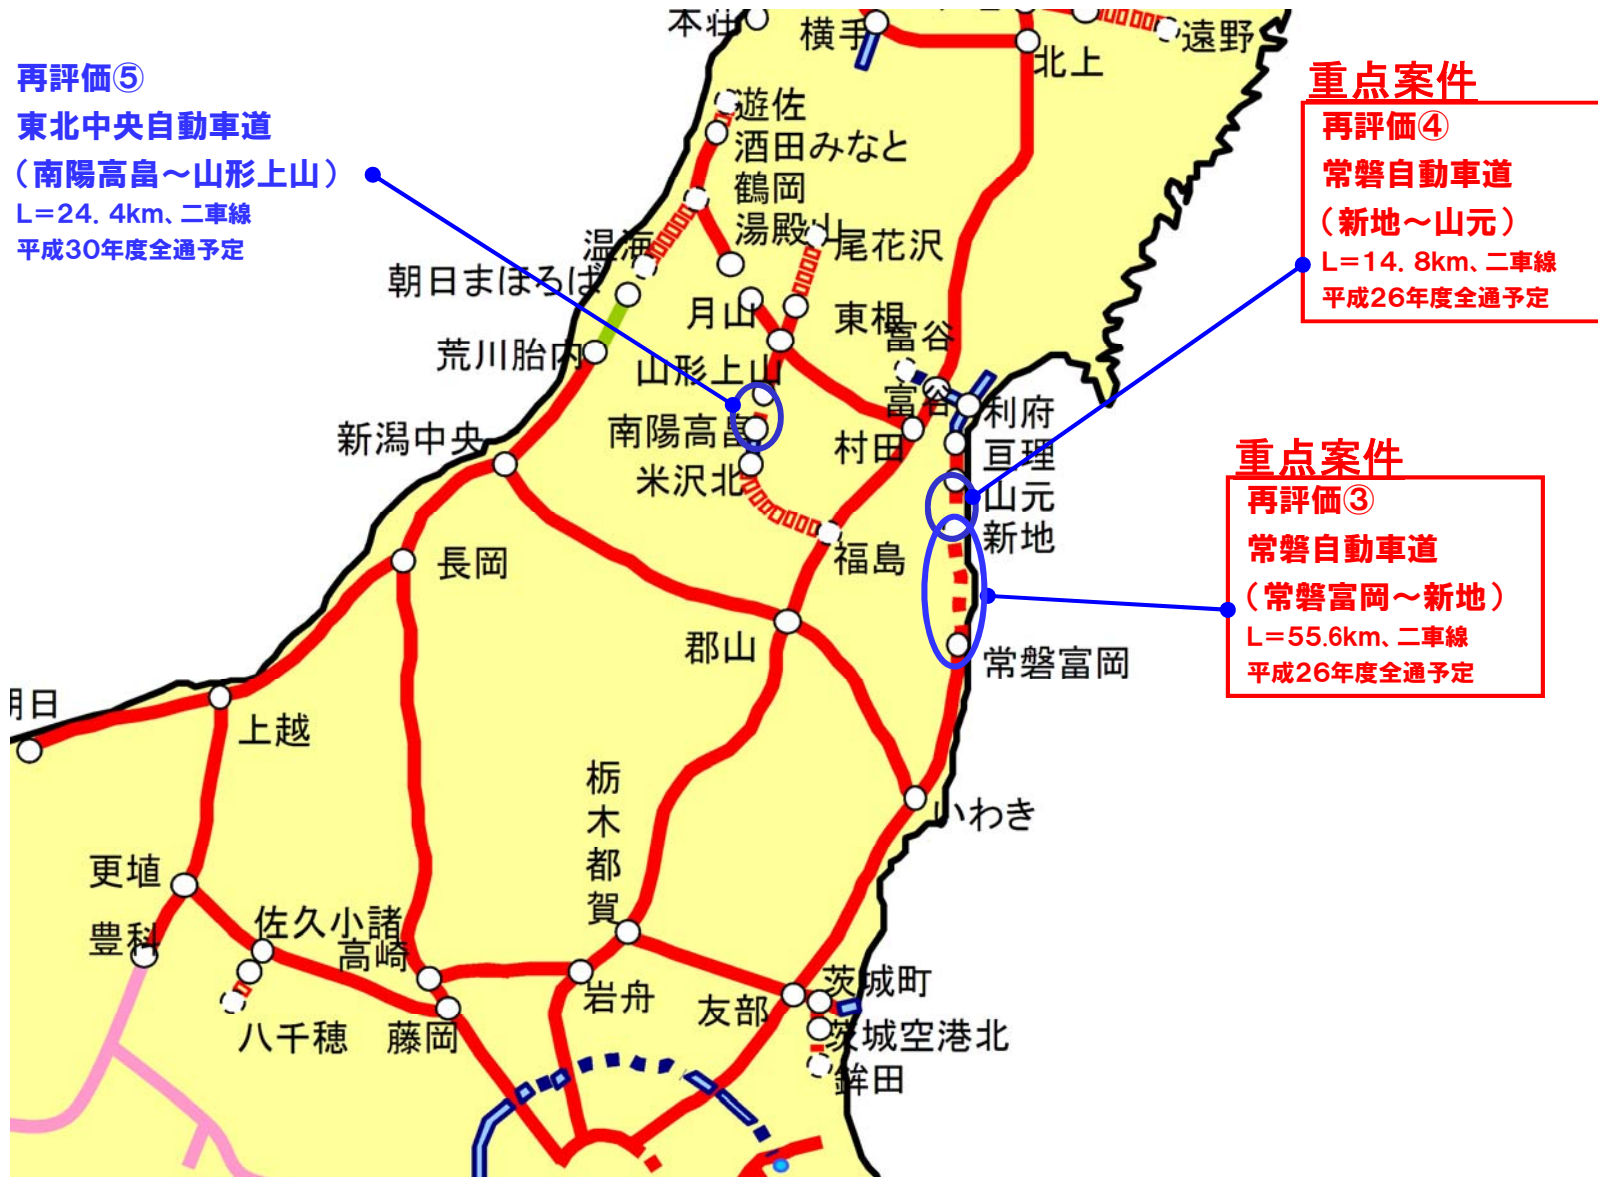 再評価⑤
東北中央自動車道
(南陽高畠～山形上山)
L=24．4km、二車線
平成30年度全通予定
重点案件
再評価④
常磐自動車道
(新地～山元)
L=14．8km、二車線
平成26年度全通予定
重点案件
再評価③
常磐自動車道
(常磐富岡～新地)
L=55.6km、二車線
平成26年度全通予定
本荘
横手
北上
遠野
遊佐
酒田みなと
鶴岡
湯殿山
尾花沢
温海
朝日まほろば
月山
東根
富谷
荒川胎内
山形上山
富谷
利府
南陽高畠
村田
亘理
新潟中央
米沢北
山元
新地
福島
長岡
郡山
常磐富岡
朝日
上越
栃木都賀
いわき
更埴
豊科
佐久小諸
高崎
岩舟
友部
茨城町
八千穂
藤岡
茨城空港北
鉾田